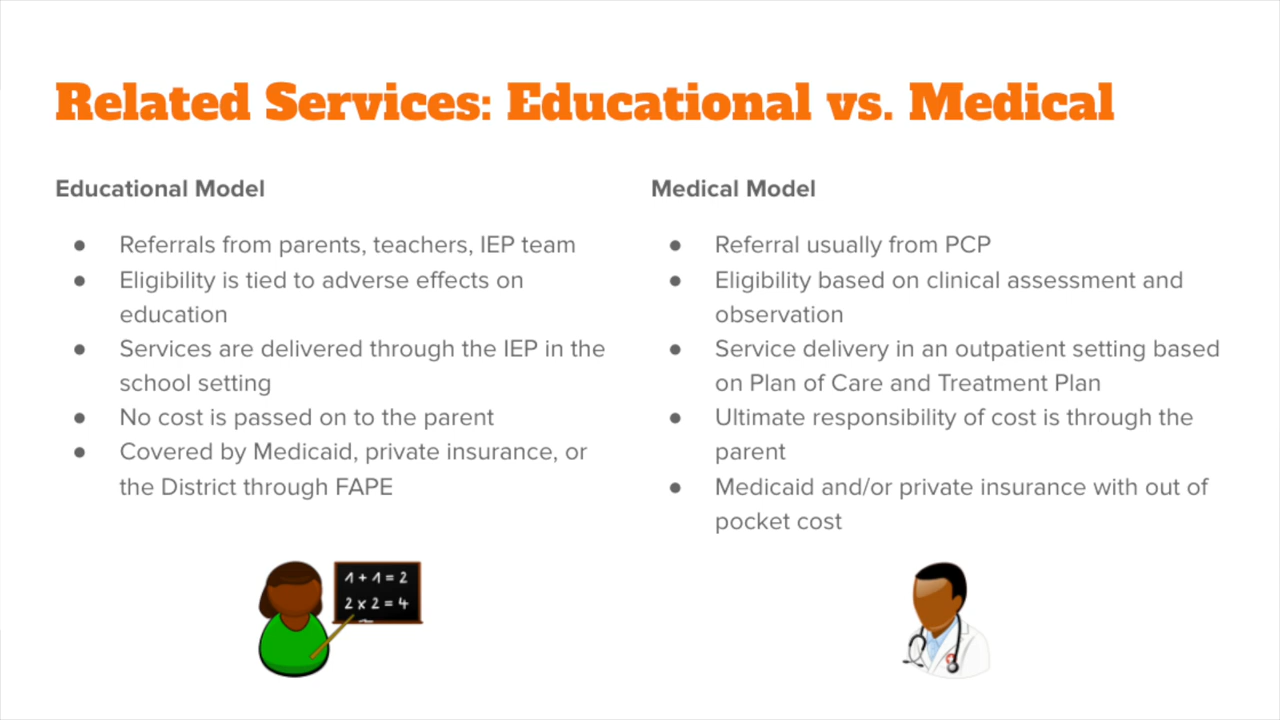 Related Services: Educational vs. Medical
Educational Model
● Referrals from parents, teachers, IEP team
● Eligibility is tied to adverse effects on
education
● Services are delivered through the IEP in the
school setting
● No cost is passed on to the parent
● Covered by Medicaid, private insurance, or
the District through FAPE
Medical Model
● Referral usually from PCP
● Eligibility based on clinical assessment and
observation
● Service delivery in an outpatient setting based
on Plan of Care and Treatment Plan
● Ultimate responsibility of cost is through the
parent
● Medicaid and/or private insurance with out of
pocket cost
1 + 1 = 2
2 x 2 = 4